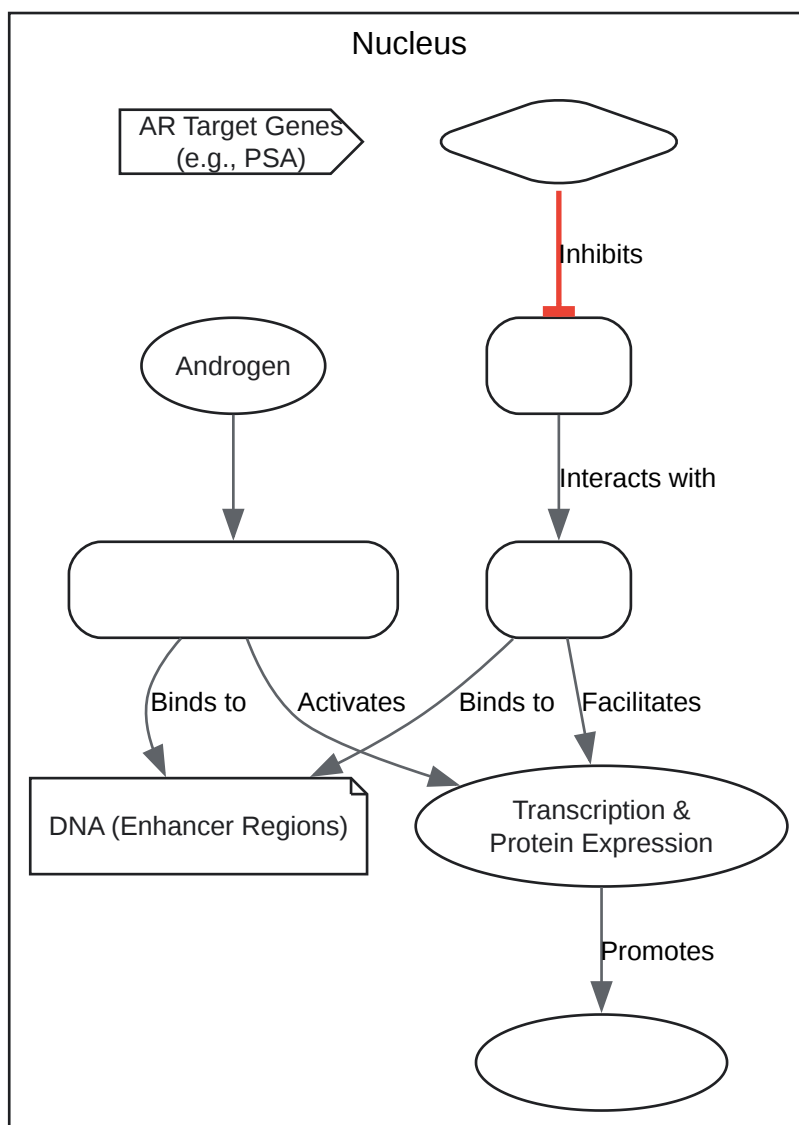 Nucleus
AR Target Genes
(e.g., PSA)
Inhibits
Androgen
Interacts with
Binds to
Activates
Binds to
Facilitates
DNA (Enhancer Regions)
Transcription &
Protein Expression
Promotes